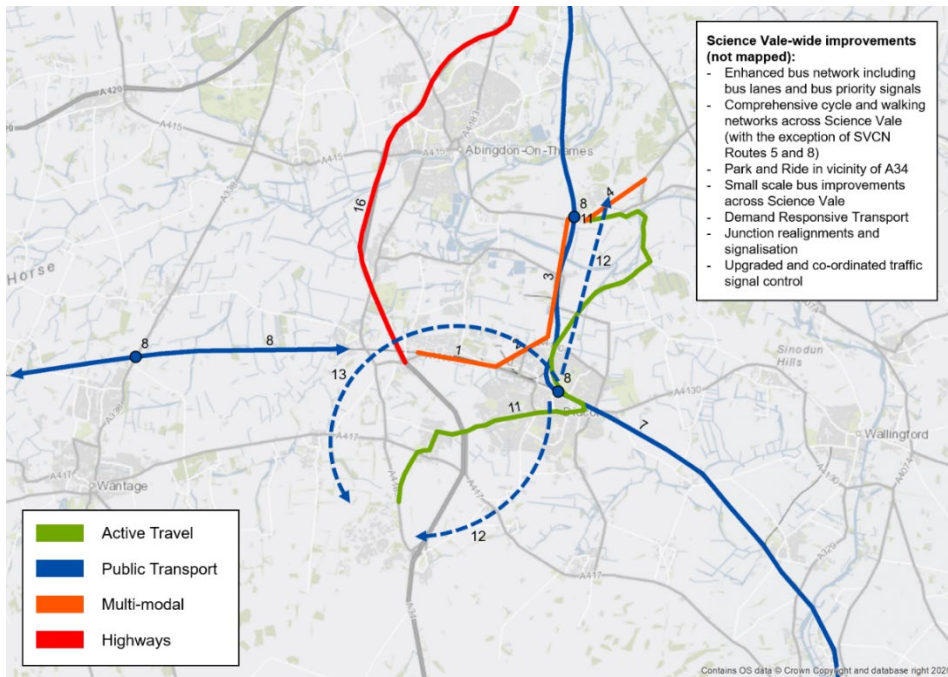 Science Vale-wide improvements
(not mapped):
- Enhanced bus network including
bus lanes and bus priority signals
- Comprehensive cycle and walking
networks across Science Vale
(with the exception of SVCN
Routes 5 and 8)
- Park and Ride in vicinity of A34
- Small scale bus improvements
across Science Vale
- Demand Responsive Transport
- Junction realignments and
signalisation
- Upgraded and co-ordinated traffic
signal control
A420
A415
A338
A415
Abingdon-On-Thames
A4183
16
4
8
11
12
3
Horse
8
8
1
13
8
11
Sinodun
Hills
A4130
7
Wallingford
A417
A417
Wantage
12
A417
A329
A4074
A34
Active Travel
Public Transport
Multi-modal
Highways
Contains OS data © Crown Copyright and database right 2020